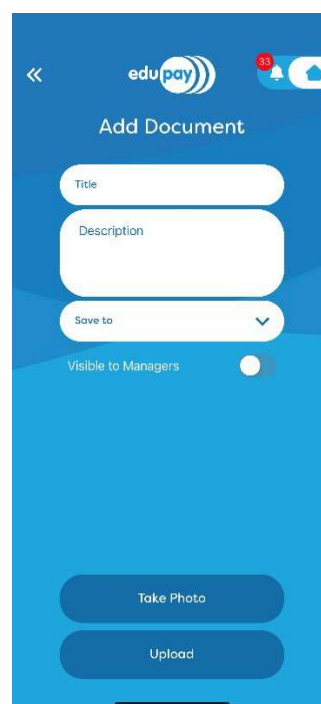 edupay
33
Add Document
Title
Description
Save to
Visible to Managers
Take Photo
Upload